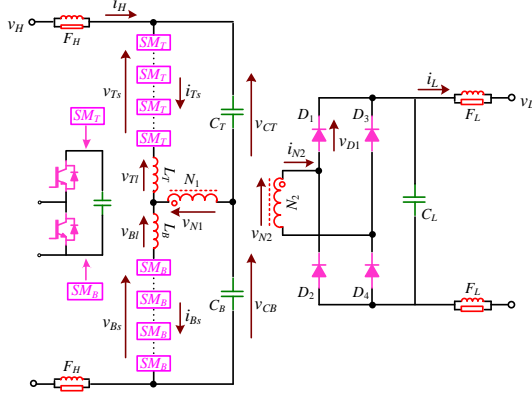 v_H
F_H
i_H
SM_T
SM_T
SM_T
SM_T
v_Ts
i_Ts
C_T
v_CT
SM_T
v_Tl
L_T
N_1
v_N1
v_Bl
L_B
SM_B
SM_B
SM_B
SM_B
SM_B
v_Bs
i_Bs
C_B
v_CB
F_H
i_N2
v_N2
N_2
D_1
D_3
v_D1
D_2
D_4
i_L
F_L
v_L
C_L
F_L